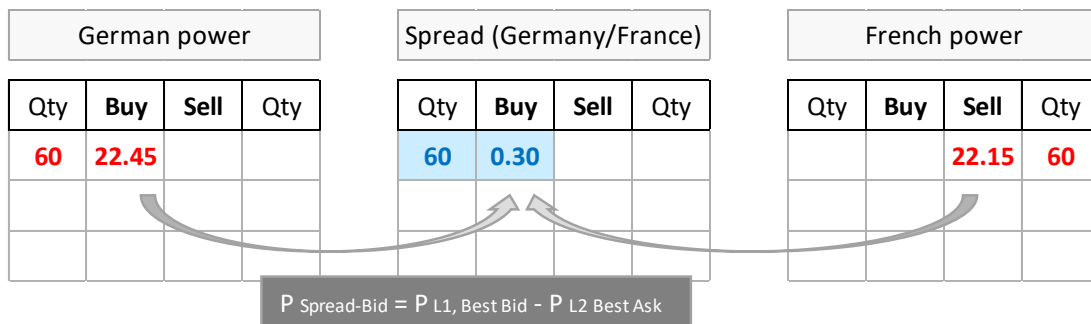 German power Spread (Germany/France) French power
Qty Buy Sell Qty Qty Buy Sell Qty Qty Buy Sell Qty
60 22.45 60 0.30 22.15 60
P Spread-Bid = P L1, Best Bid - P L2 Best Ask